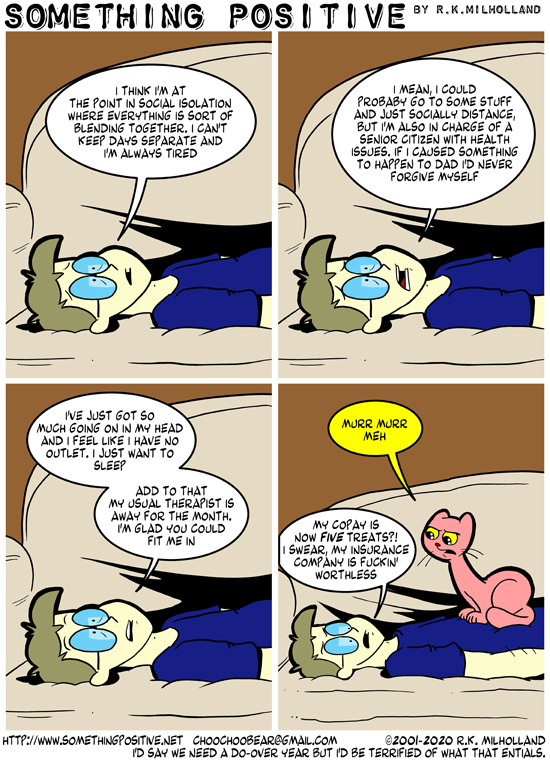 SOMETHING POSITIVE BY R.K.MILHOLLAND
I THINK I'M AT
THE POINT IN SOCIAL ISOLATION
WHERE EVERYTHING IS SORT OF
BLENDING TOGETHER. I CAN'T
KEEP DAYS SEPARATE AND
I'M ALWAYS TIRED
I MEAN, I COULD
PROBABY GO TO SOME STUFF
AND JUST SOCIALLY DISTANCE,
BUT I'M ALSO IN CHARGE OF A
SENIOR CITIZEN WITH HEALTH
ISSUES. IF I CAUSED SOMETHING
TO HAPPEN TO DAD I'D NEVER
FORGIVE MYSELF
I'VE JUST GOT SO
MUCH GOING ON IN MY HEAD
AND I FEEL LIKE I HAVE NO
OUTLET. I JUST WANT TO
SLEEP
ADD TO THAT
MY USUAL THERAPIST IS
AWAY FOR THE MONTH.
I'M GLAD YOU COULD
FIT ME IN
MURR MURR
MEH
MY COPAY IS
NOW FIVE TREATS?!
I SWEAR, MY INSURANCE
COMPANY IS FUCKIN'
WORTHLESS
HTTP://WWW.SOMETHINGPOSITIVE.NET CHOOCHOOBEAR@GMAIL.COM ©2001-2020 R.K. MILHOLLAND
I'D SAY WE NEED A DO-OVER YEAR BUT I'D BE TERRIFIED OF WHAT THAT ENTIALS.